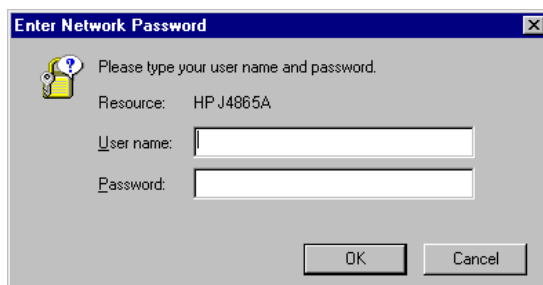 Enter Network Password
Please type your user name and password.
Resource: HP J4865A
User name:
Password:
OK Cancel